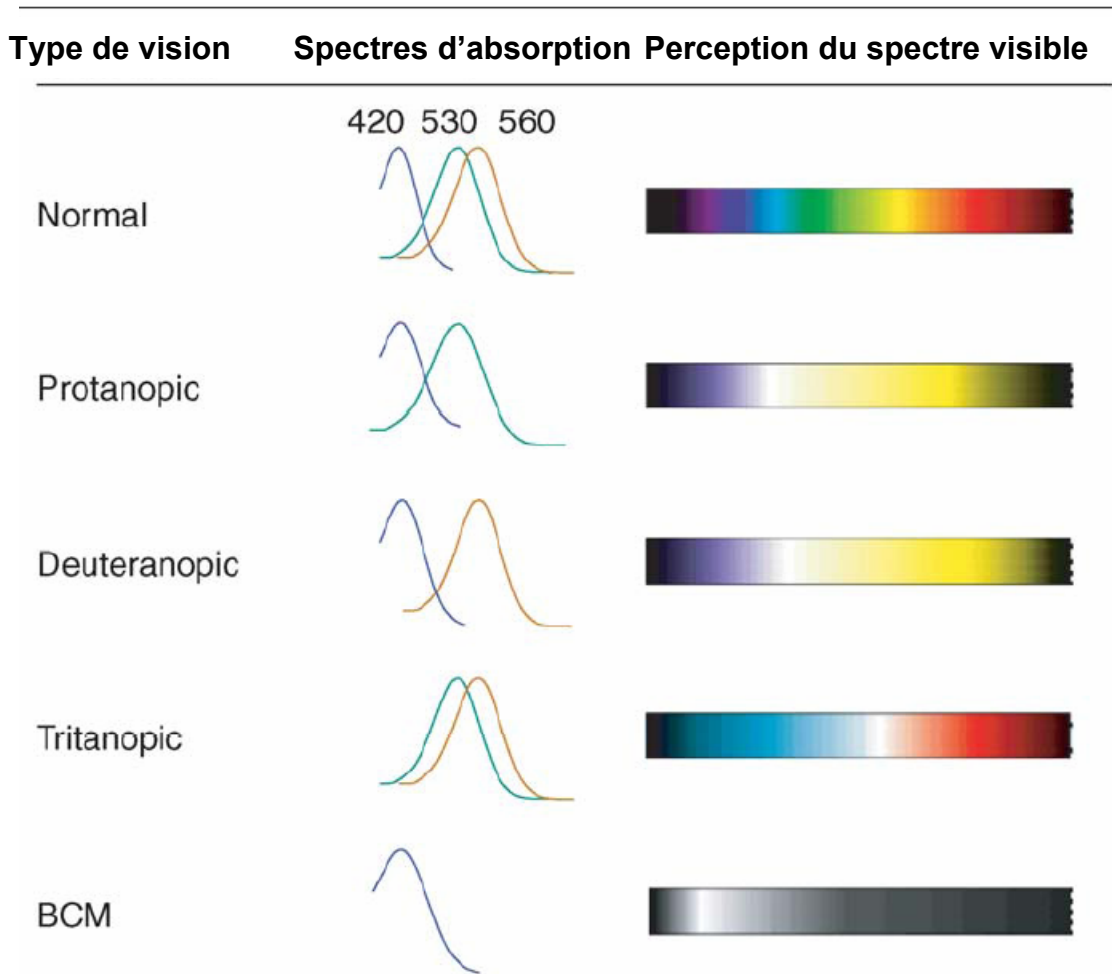 Type de vision Spectres d’absorption Perception du spectre visible
420 530 560
Normal
Protanopic
Deuteranopic
Tritanopic
BCM